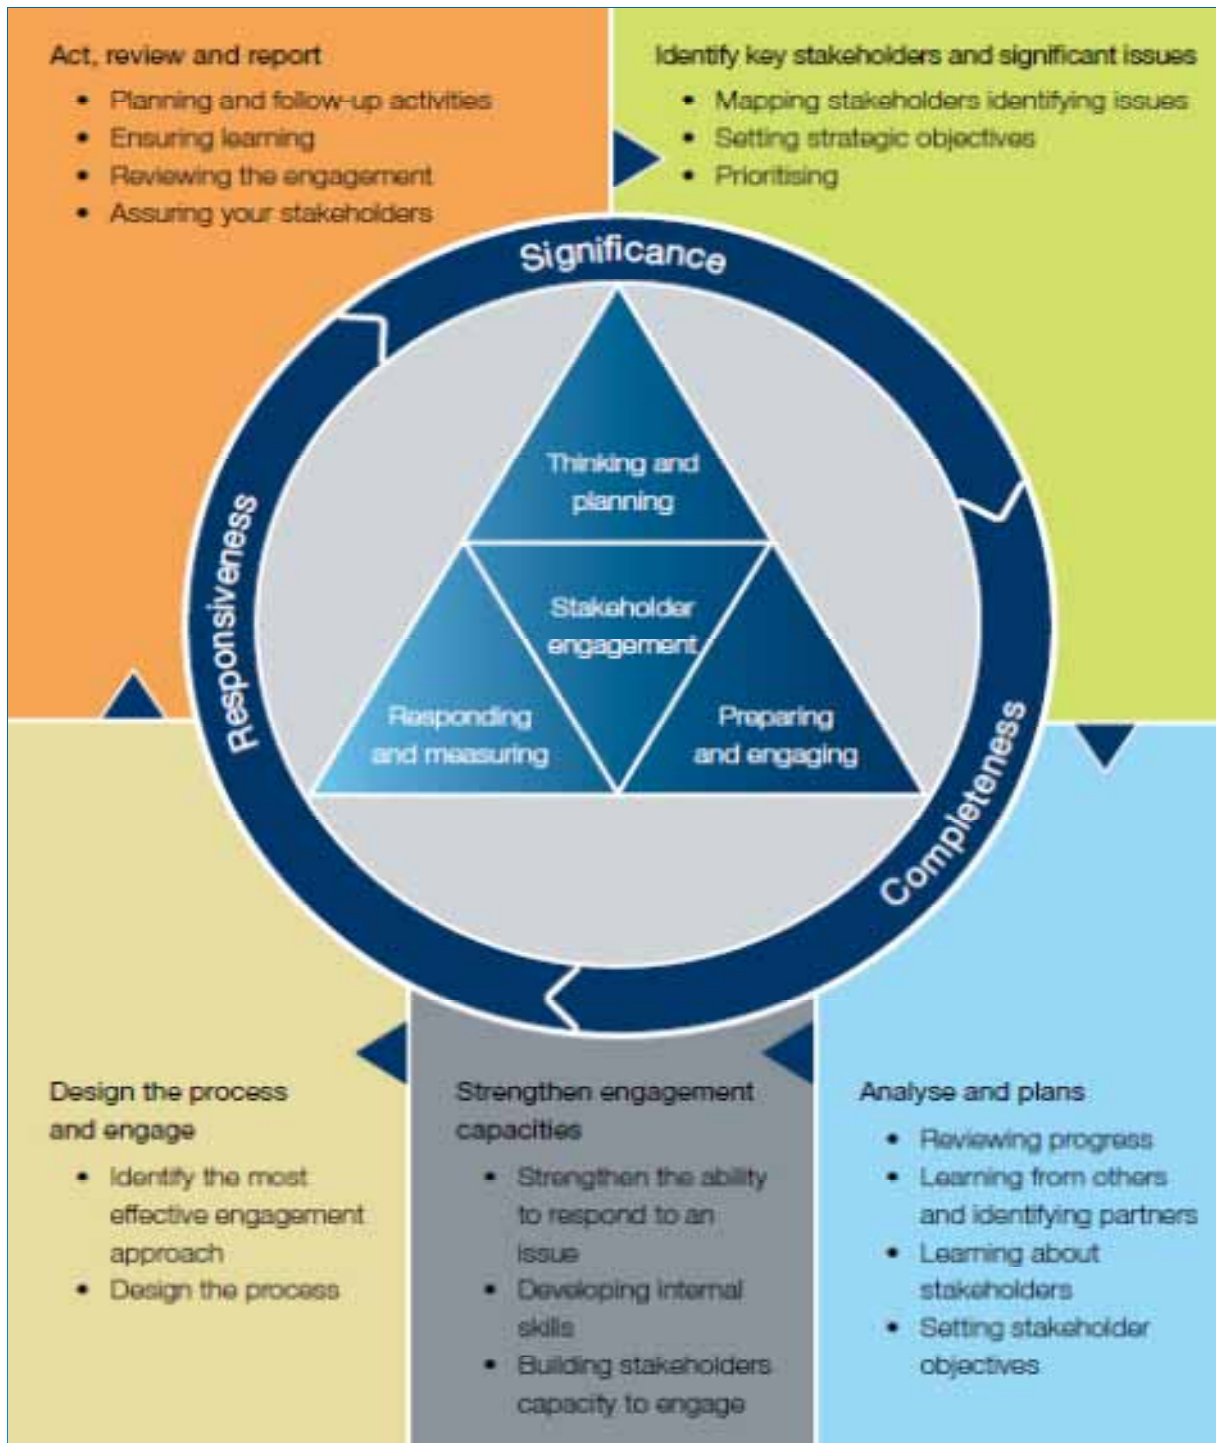 Act, review and report
• Planning and follow-up activities
• Ensuring learning
• Reviewing the engagement
• Assuring your stakeholders
Identify key stakeholders and significant issues
• Mapping stakeholders identifying issues
• Setting strategic objectives
• Prioritising
Significance
Completeness
Responsiveness
Thinking and
planning
Stakeholder
engagement
Responding
and measuring
Preparing
and engaging
Design the process
and engage
• Identify the most
effective engagement
approach
• Design the process
Strengthen engagement
capacities
• Strengthen the ability
to respond to an
issue
• Developing internal
skills
• Building stakeholders
capacity to engage
Analyse and plans
• Reviewing progress
• Learning from others
and identifying partners
• Learning about
stakeholders
• Setting stakeholder
objectives